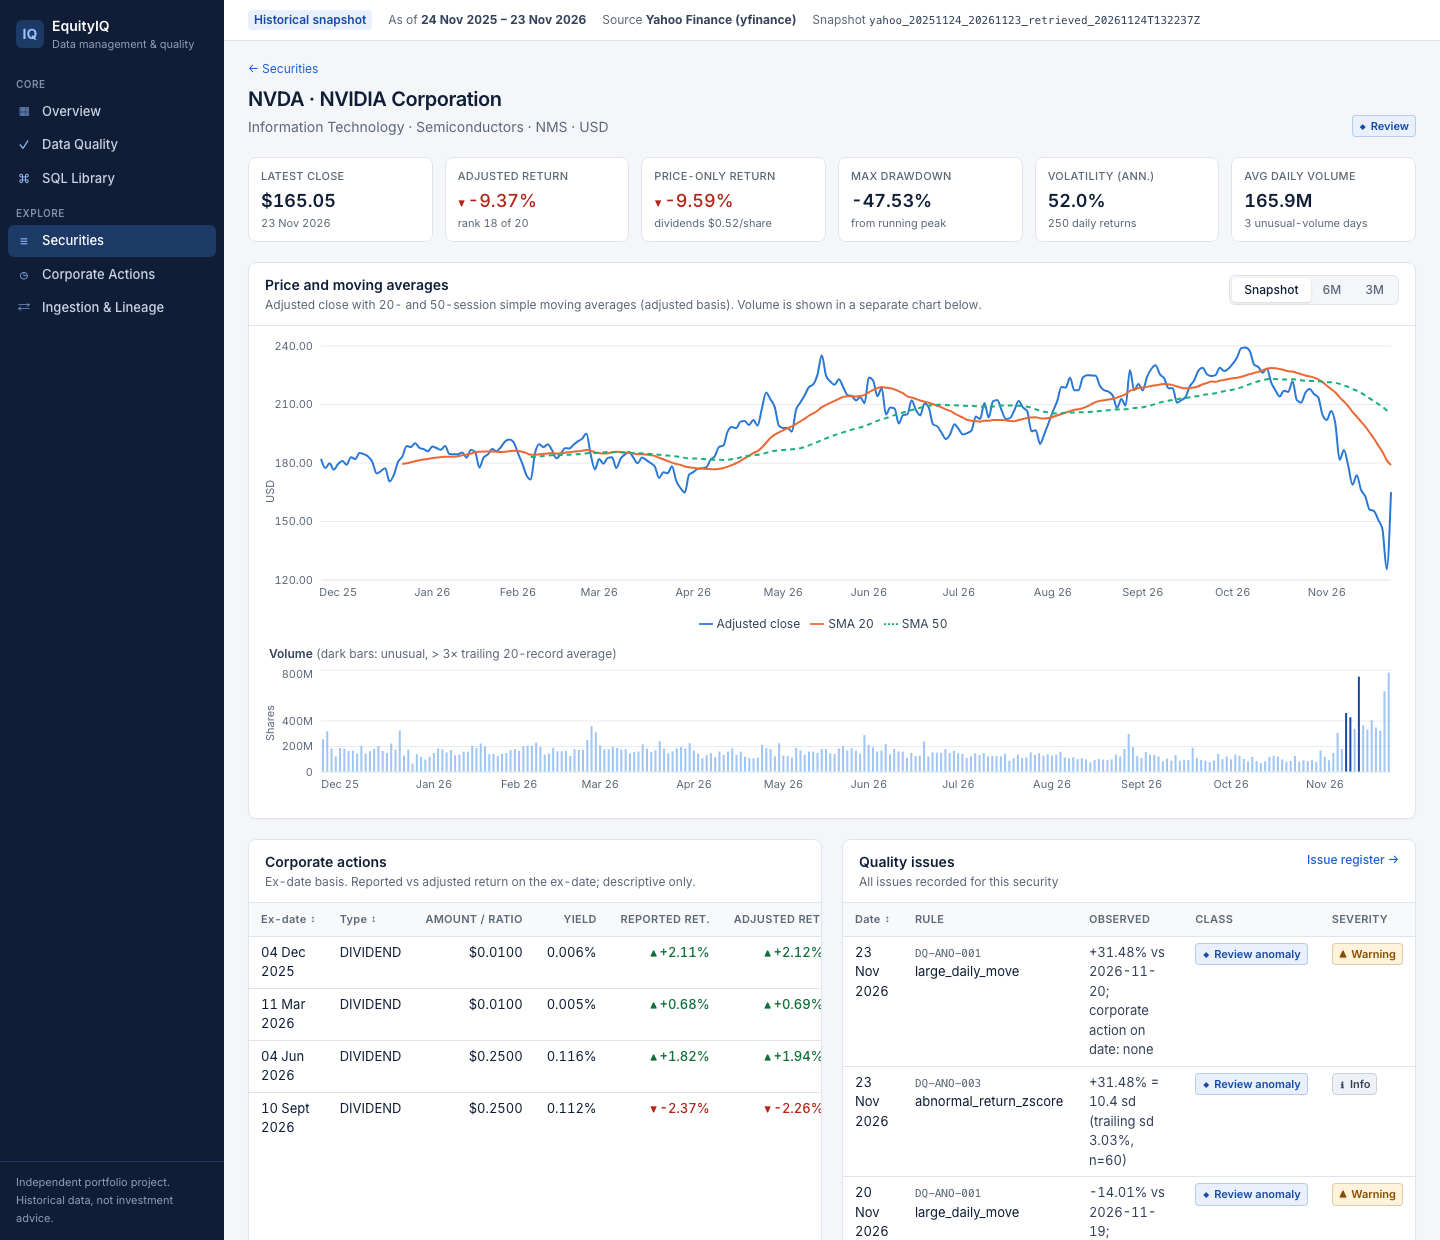 IQ
EquityIQ
Data management & quality
CORE
Overview
Data Quality
SQL Library
EXPLORE
Securities
Corporate Actions
Ingestion & Lineage
Independent portfolio project.
Historical data, not investment
advice.
Historical snapshot As of 24 Nov 2025 – 23 Nov 2026 Source Yahoo Finance (yfinance) Snapshot yahoo_20251124_20261123_retrieved_20261124T132237Z
← Securities
NVDA · NVIDIA Corporation
Information Technology · Semiconductors · NMS · USD
◆ Review
LATEST CLOSE
$165.05
23 Nov 2026
ADJUSTED RETURN
▼ -9.37%
rank 18 of 20
PRICE-ONLY RETURN
▼ -9.59%
dividends $0.52/share
MAX DRAWDOWN
-47.53%
from running peak
VOLATILITY (ANN.)
52.0%
250 daily returns
AVG DAILY VOLUME
165.9M
3 unusual-volume days
Price and moving averages
Adjusted close with 20- and 50-session simple moving averages (adjusted basis). Volume is shown in a separate chart below.
Snapshot 6M 3M
240.00
210.00
180.00
150.00
120.00
USD
Dec 25 Jan 26 Feb 26 Mar 26 Apr 26 May 26 Jun 26 Jul 26 Aug 26 Sept 26 Oct 26 Nov 26
Adjusted close SMA 20 SMA 50
Volume (dark bars: unusual, > 3× trailing 20-record average)
800M
400M
200M
0
Shares
Dec 25 Jan 26 Feb 26 Mar 26 Apr 26 May 26 Jun 26 Jul 26 Aug 26 Sept 26 Oct 26 Nov 26
Corporate actions
Ex-date basis. Reported vs adjusted return on the ex-date; descriptive only.
Ex-date ↕ Type ↕ AMOUNT / RATIO YIELD REPORTED RET. ADJUSTED RET
04 Dec DIVIDEND $0.0100 0.006% ▲ +2.11% ▲ +2.12%
2025
11 Mar DIVIDEND $0.0100 0.005% ▲ +0.68% ▲ +0.69%
2026
04 Jun DIVIDEND $0.2500 0.116% ▲ +1.82% ▲ +1.94%
2026
10 Sept DIVIDEND $0.2500 0.112% ▼ -2.37% ▼ -2.26%
2026
Quality issues
All issues recorded for this security
Issue register →
Date ↕ RULE OBSERVED CLASS SEVERITY
23 DQ-ANO-001 +31.48% vs ◆ Review anomaly ▲ Warning
Nov large_daily_move 2026-11-
2026 20;
corporate
action on
date: none
23 DQ-ANO-003 +31.48% = ◆ Review anomaly i Info
Nov abnormal_return_zscore 10.4 sd
2026 (trailing sd
3.03%,
n=60)
20 DQ-ANO-001 -14.01% vs ◆ Review anomaly ▲ Warning
Nov large_daily_move 2026-11-
2026 19;